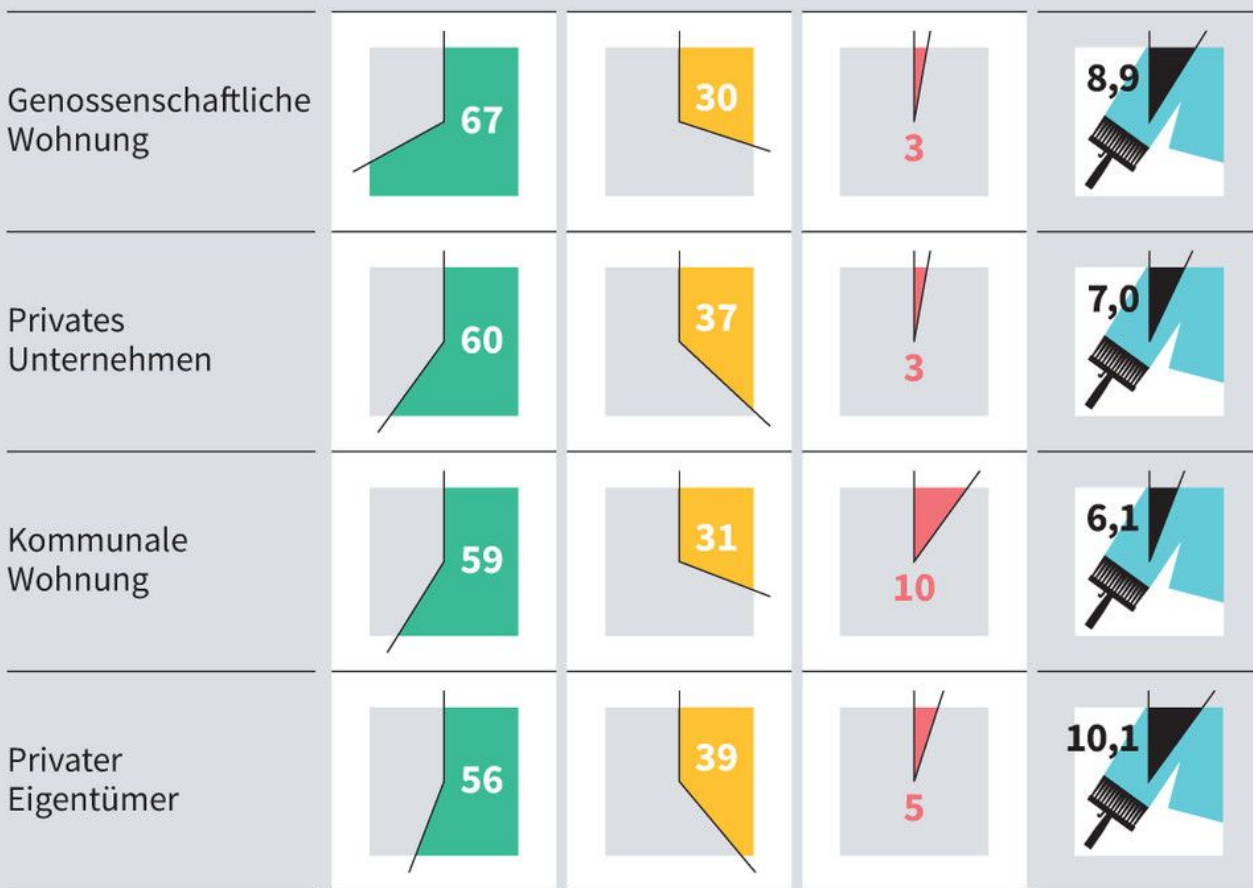 Genossenschaftliche
Wohnung
67
30
3
8,9
Privates
Unternehmen
60
37
3
7,0
Kommunale
Wohnung
59
31
10
6,1
Privater
Eigentümer
56
39
5
10,1